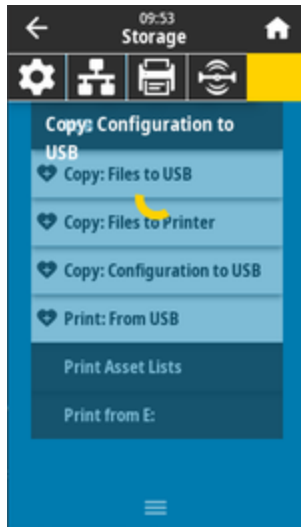 09:53
Storage
Copy: Configuration to
USB
Copy: Files to USB
Copy: Files to Printer
Copy: Configuration to USB
Print: From USB
Print Asset Lists
Print from E: